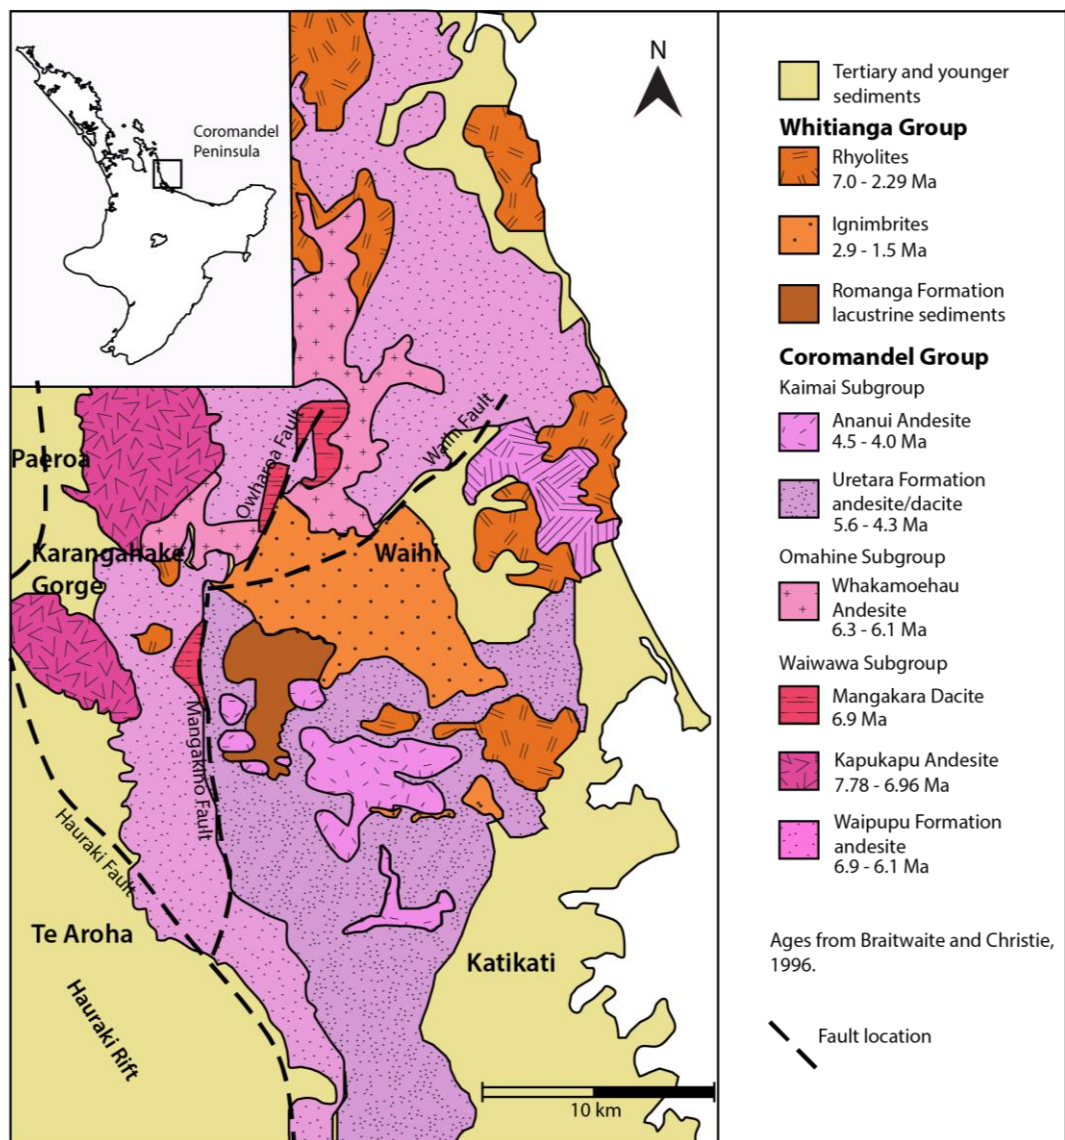 Coromandel
Peninsula
N
Paeroa
Karangahake
Gorge
Owharoa Fault
Waihi Fault
Waihi
Mangakino Fault
Hauraki Fault
Te Aroha
Hauraki Rift
Katikati
10 km
Tertiary and younger
sediments
Whitianga Group
Rhyolites
7.0 - 2.29 Ma
Ignimbrites
2.9 - 1.5 Ma
Romanga Formation
lacustrine sediments
Coromandel Group
Kaimai Subgroup
Ananui Andesite
4.5 - 4.0 Ma
Uretara Formation
andesite/dacite
5.6 - 4.3 Ma
Omahine Subgroup
Whakamoehau
Andesite
6.3 - 6.1 Ma
Waiwawa Subgroup
Mangakara Dacite
6.9 Ma
Kapukapu Andesite
7.78 - 6.96 Ma
Waipupu Formation
andesite
6.9 - 6.1 Ma
Ages from Braitwaite and Christie,
1996.
Fault location